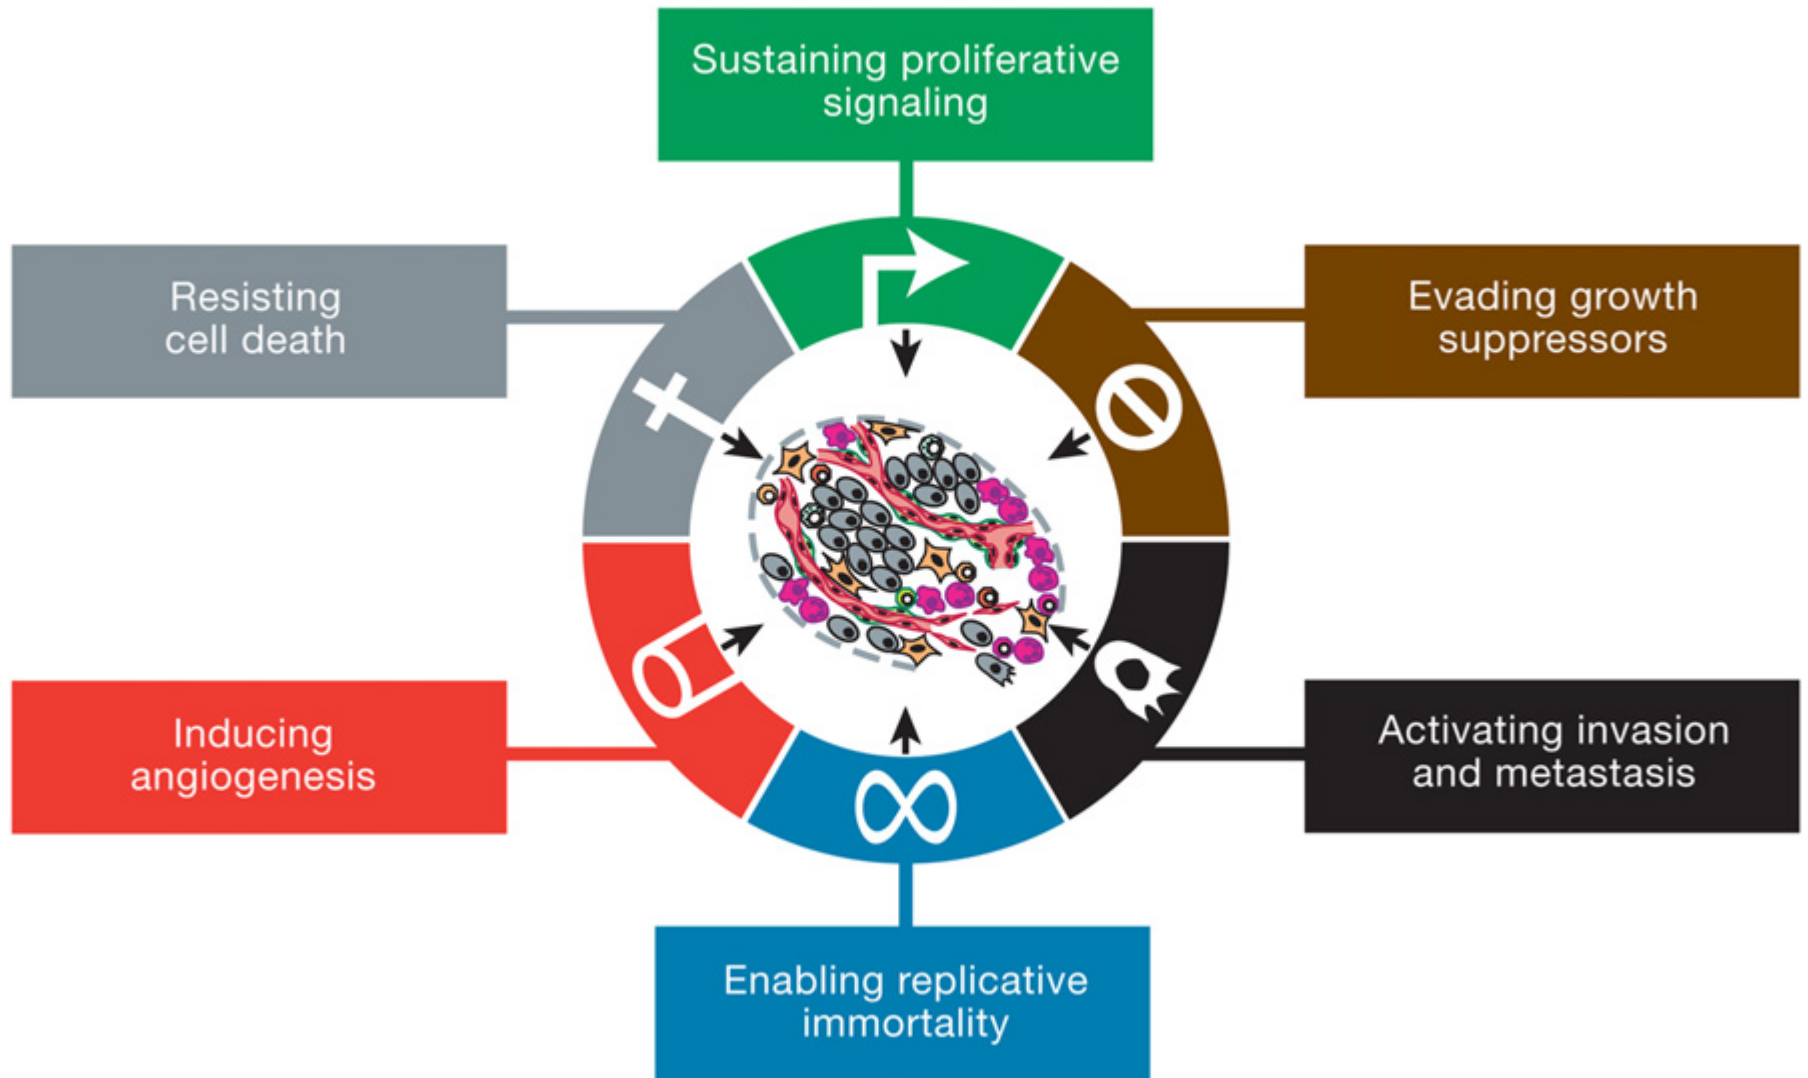 Sustaining proliferative
signaling
Resisting
cell death
Evading growth
suppressors
Inducing
angiogenesis
Activating invasion
and metastasis
Enabling replicative
immortality